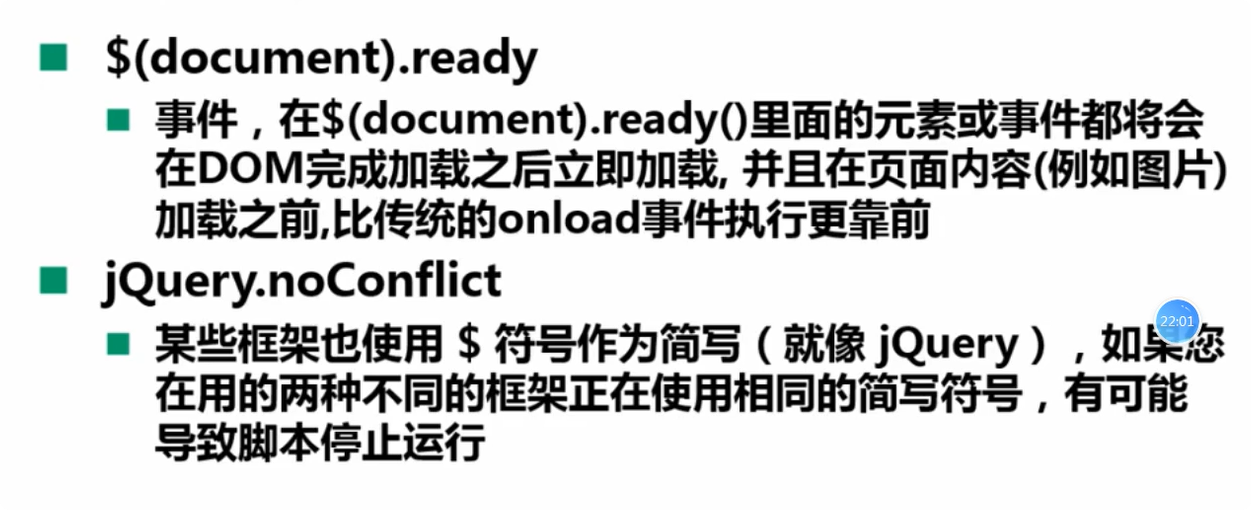 $(document).ready
事件，在$(document).ready()里面的元素或事件都将会
在DOM完成加载之后立即加载, 并且在页面内容(例如图片)
加载之前,比传统的onload事件执行更靠前
jQuery.noConflict
某些框架也使用 $ 符号作为简写（就像 jQuery），如果您
22:01
在用的两种不同的框架正在使用相同的简写符号，有可能
导致脚本停止运行